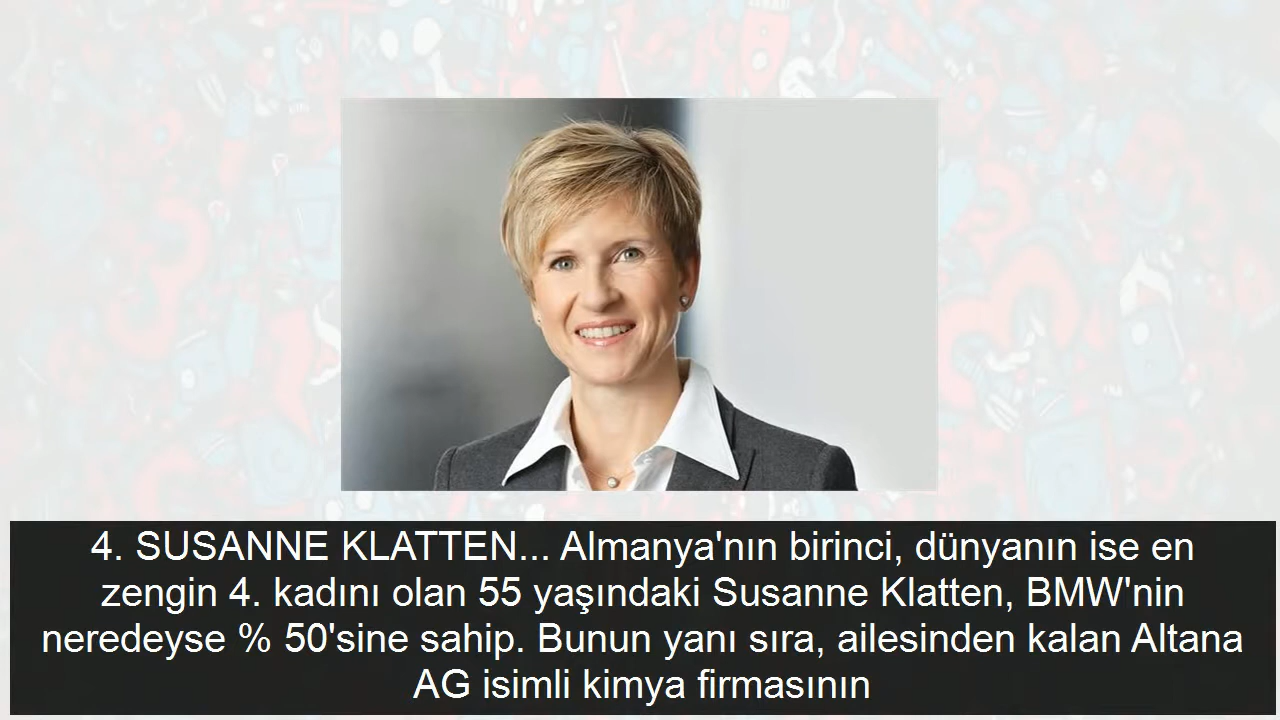 4. SUSANNE KLATTEN... Almanya'nın birinci, dünyanın ise en
zengin 4. kadını olan 55 yaşındaki Susanne Klatten, BMW'nin
neredeyse % 50'sine sahip. Bunun yanı sıra, ailesinden kalan Altana
AG isimli kimya firmasının